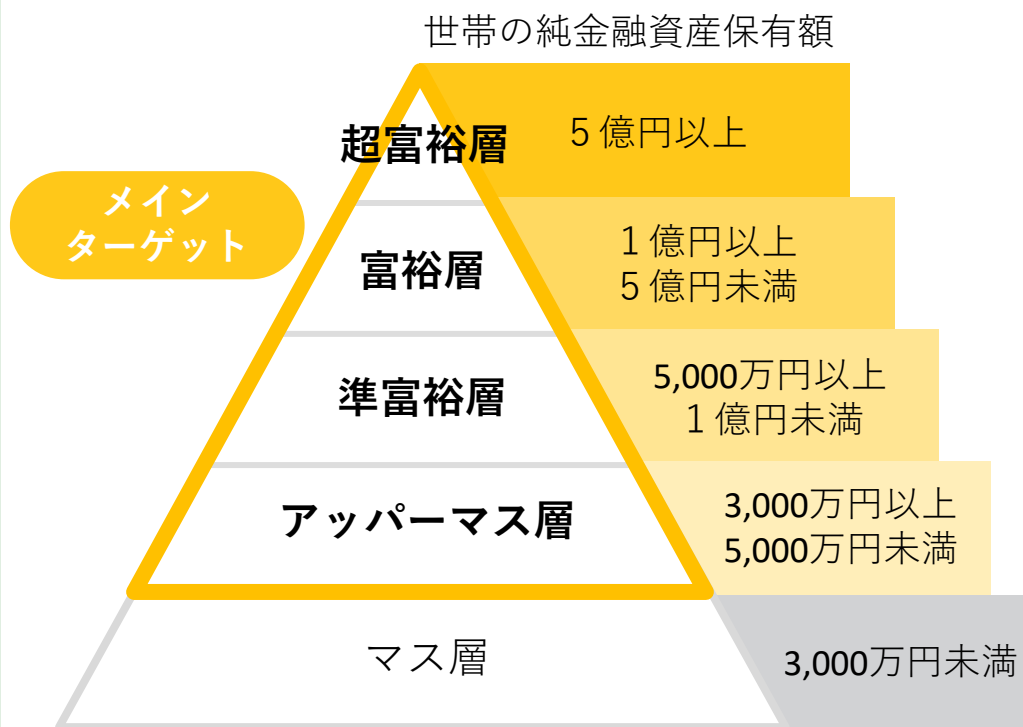 世帯の純金融資産保有額
超富裕層
５億円以上
メイン
ターゲット
富裕層
１億円以上
５億円未満
準富裕層
5,000万円以上
１億円未満
アッパーマス層
3,000万円以上
5,000万円未満
マス層
3,000万円未満